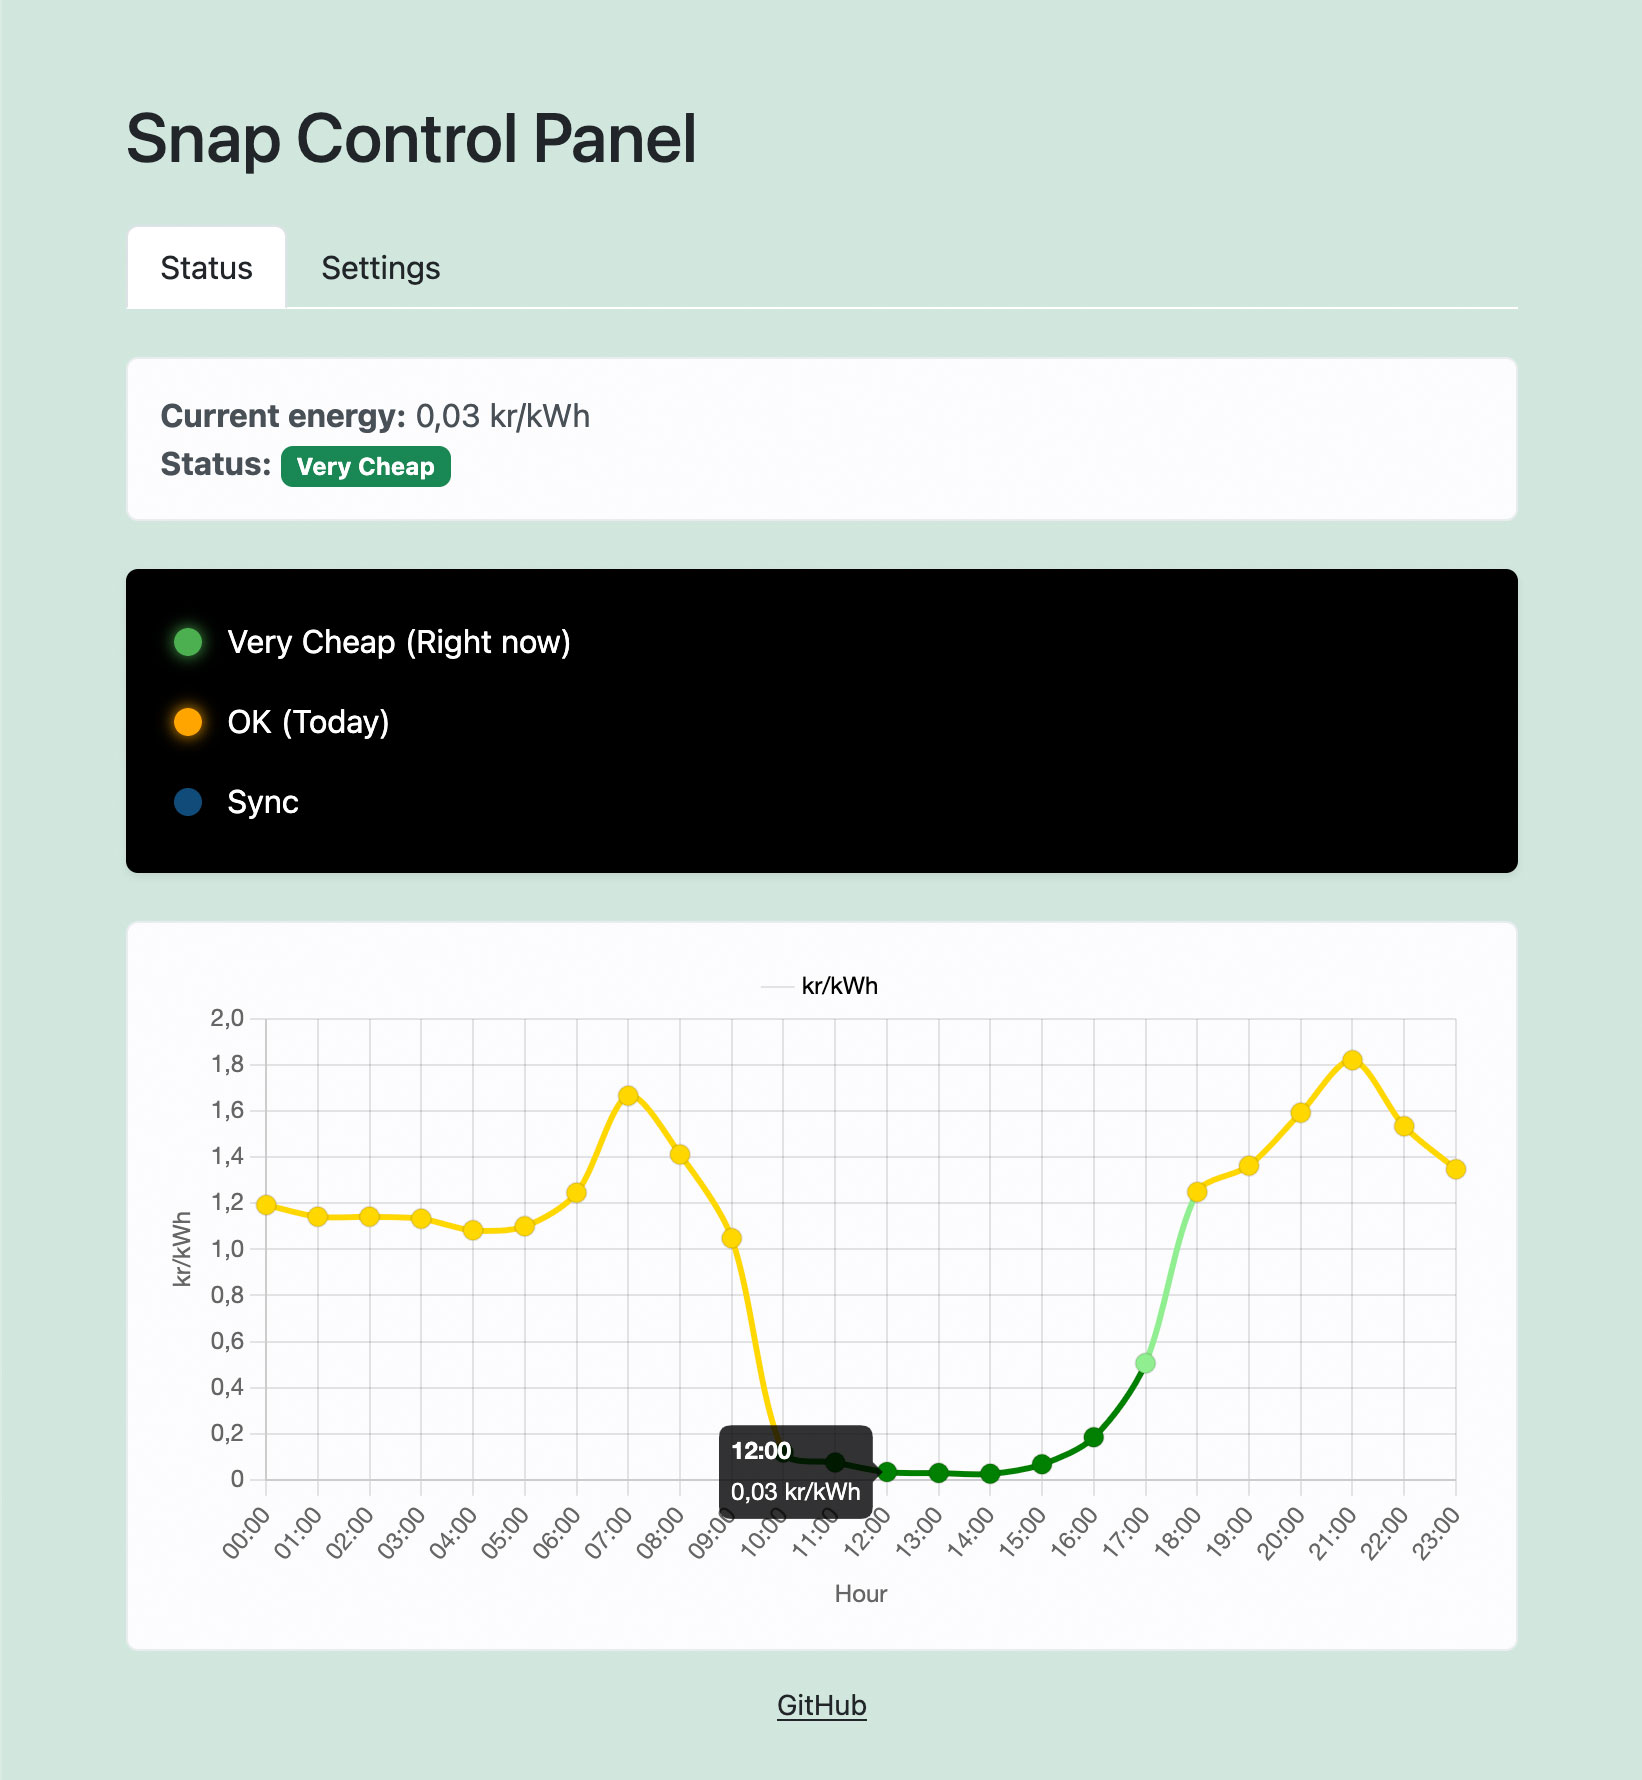 Snap Control Panel
Status
Settings
Current energy: 0,03 kr/kWh
Status: Very Cheap
Very Cheap (Right now)
OK (Today)
Sync
kr/kWh
2,0
1,8
1,6
1,4
1,2
1,0
0,8
0,6
0,4
0,2
0
kr/kWh
12:00
0,03 kr/kWh
00:00
01:00
02:00
03:00
04:00
05:00
06:00
07:00
08:00
09:00
10:00
11:00
12:00
13:00
14:00
15:00
16:00
17:00
18:00
19:00
20:00
21:00
22:00
23:00
Hour
GitHub